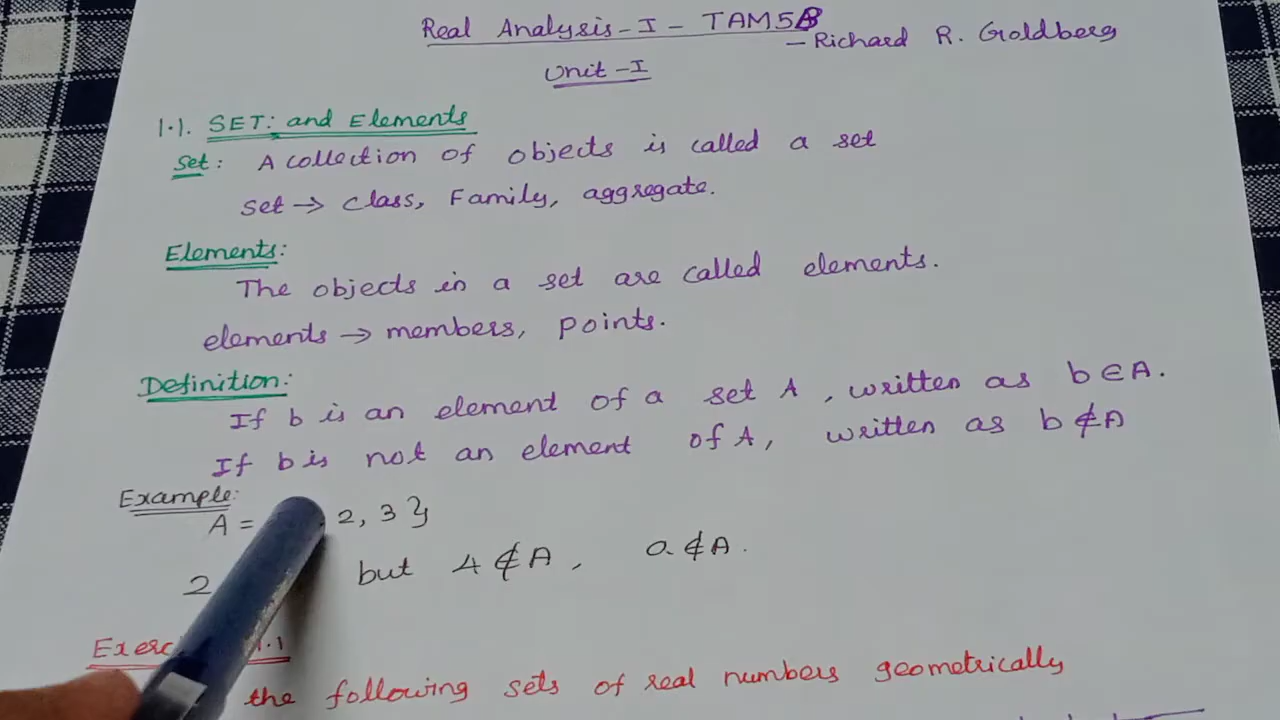 Real Analysis - I - TAM5B
- Richard R. Goldberg
Unit - I
1.1. SET: and Elements
Set: A collection of objects is called a set
Set → class, Family, aggregate.
Elements:
The objects in a set are called elements.
elements → members, points.
Definition:
If b is an element of a set A, written as b ∈ A.
If b is not an element of A, written as b ∉ A
Example:
A = 2, 3 }
2 but 4 ∉ A, 0 ∉ A.
1.1
the following sets of real numbers geometrically